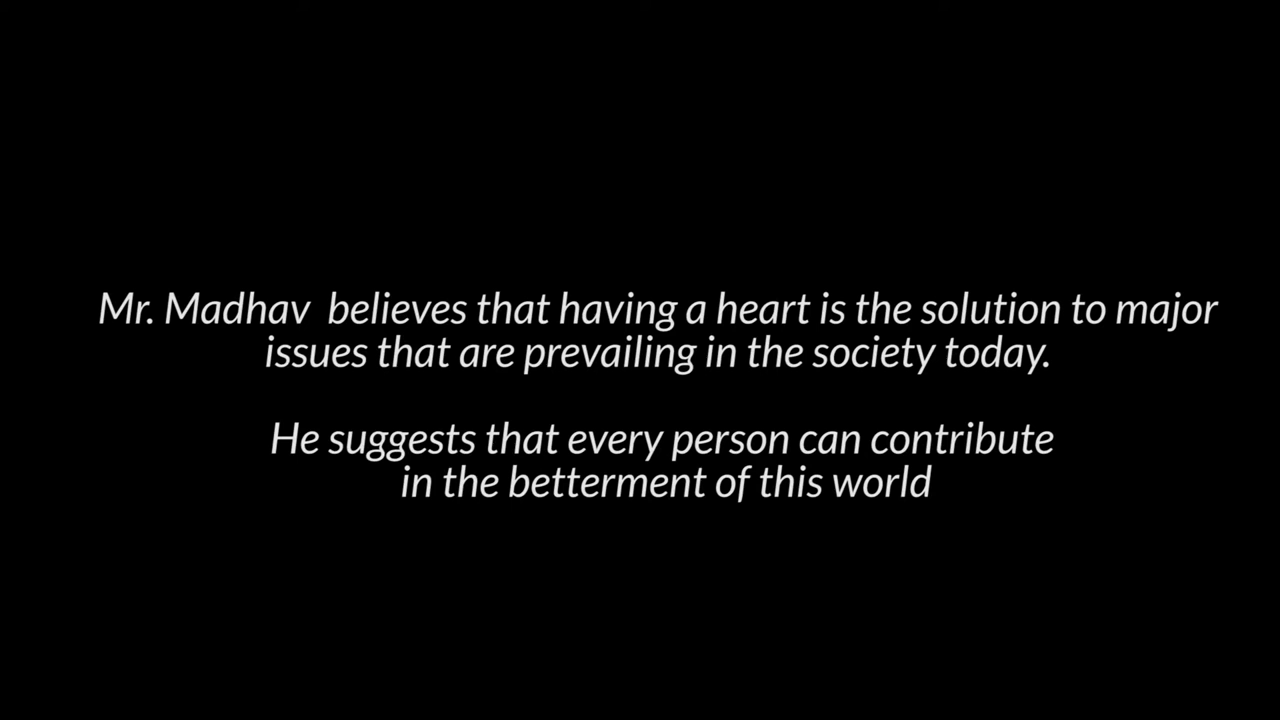 Mr. Madhav  believes that having a heart is the solution to major
issues that are prevailing in the society today.
He suggests that every person can contribute
in the betterment of this world